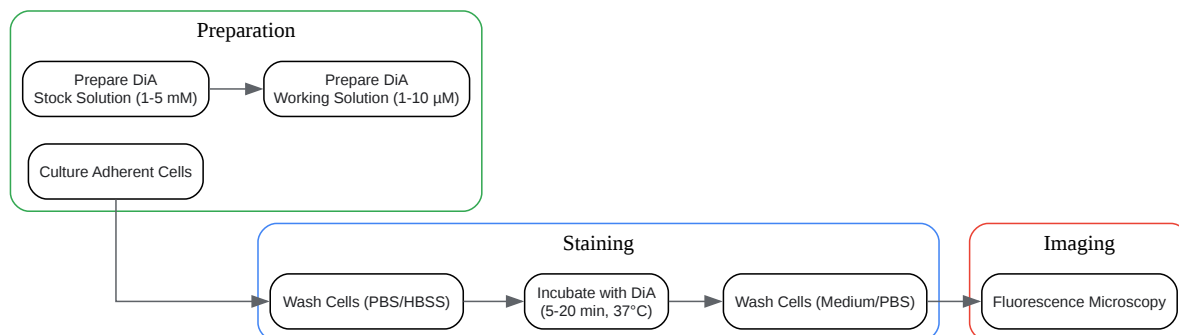 Preparation
Prepare DiA
Stock Solution (1-5 mM)
Prepare DiA
Working Solution (1-10 µM)
Culture Adherent Cells
Staining
Wash Cells (PBS/HBSS)
Incubate with DiA
(5-20 min, 37°C)
Wash Cells (Medium/PBS)
Imaging
Fluorescence Microscopy